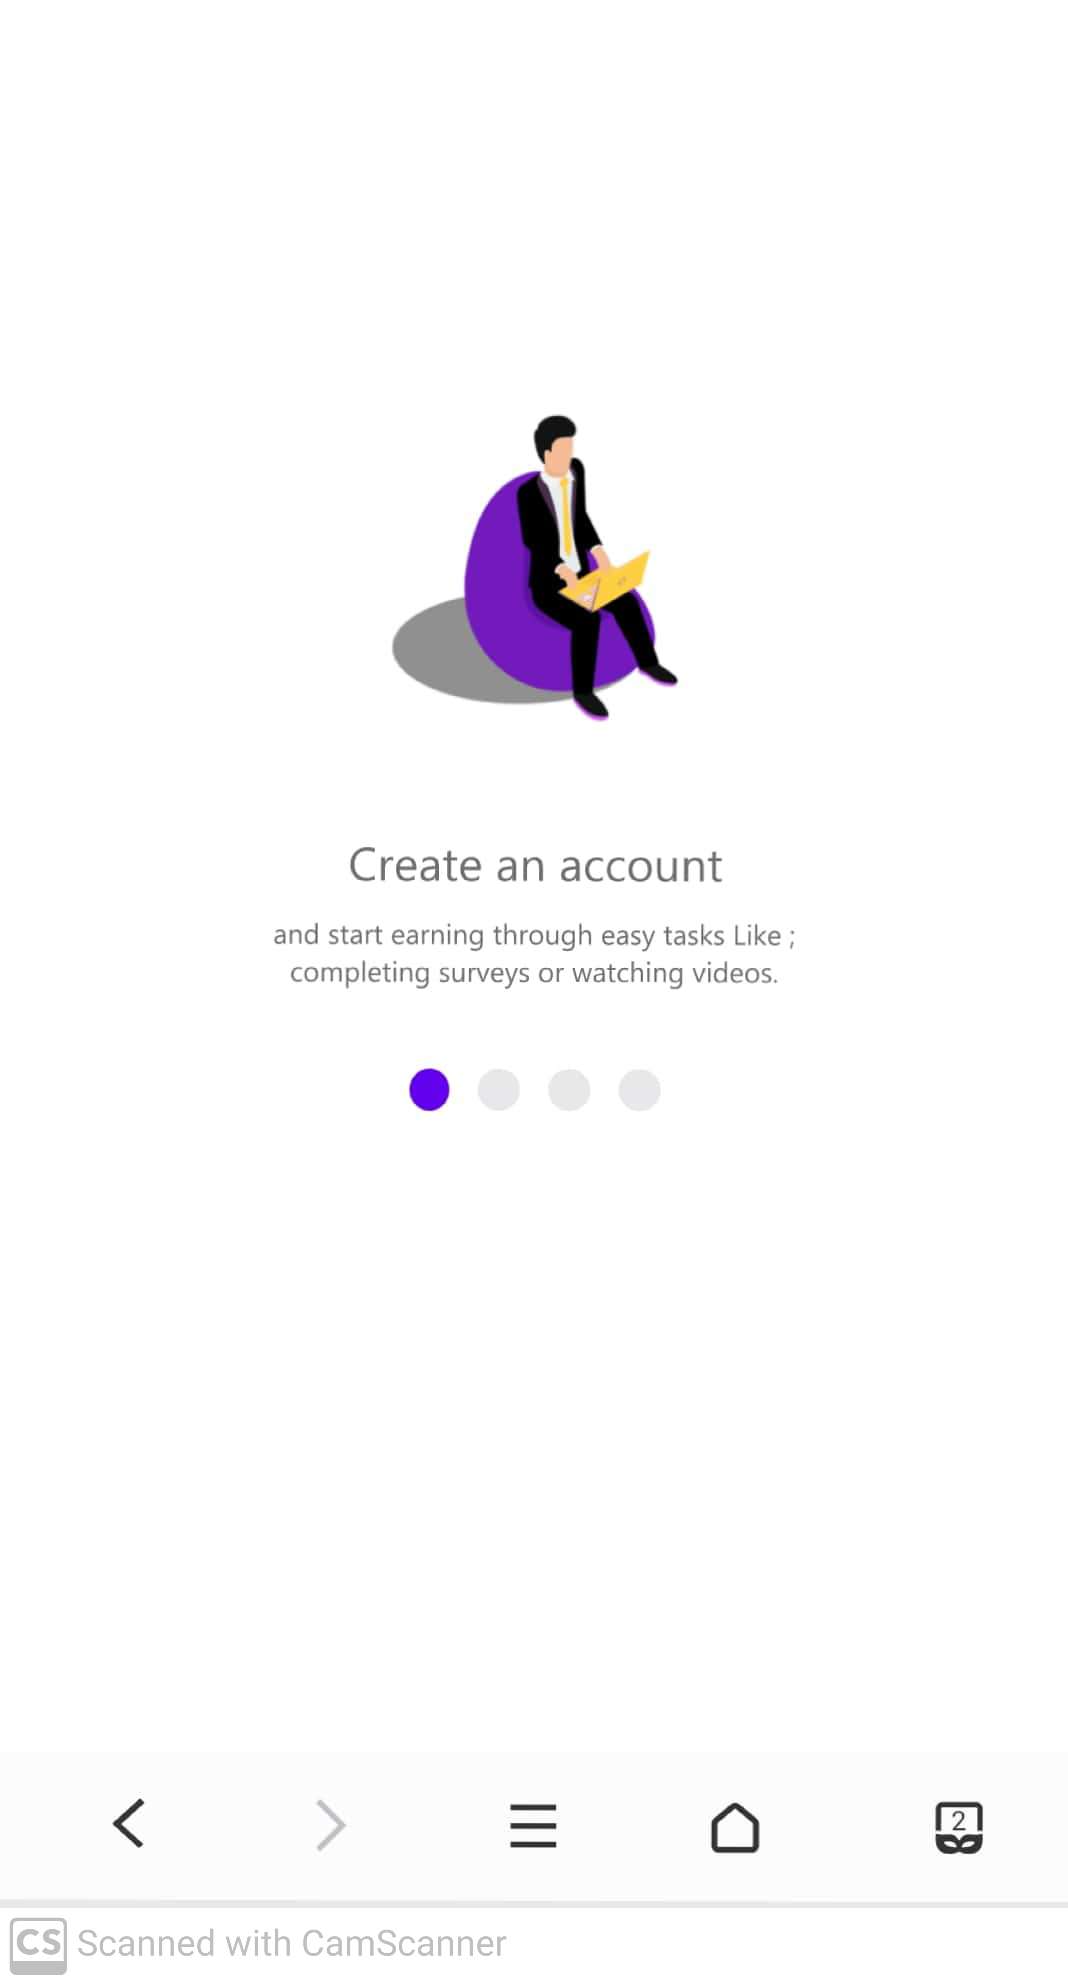 Create an account
and start earning through easy tasks Like ;
completing surveys or watching videos.
2
CS Scanned with CamScanner